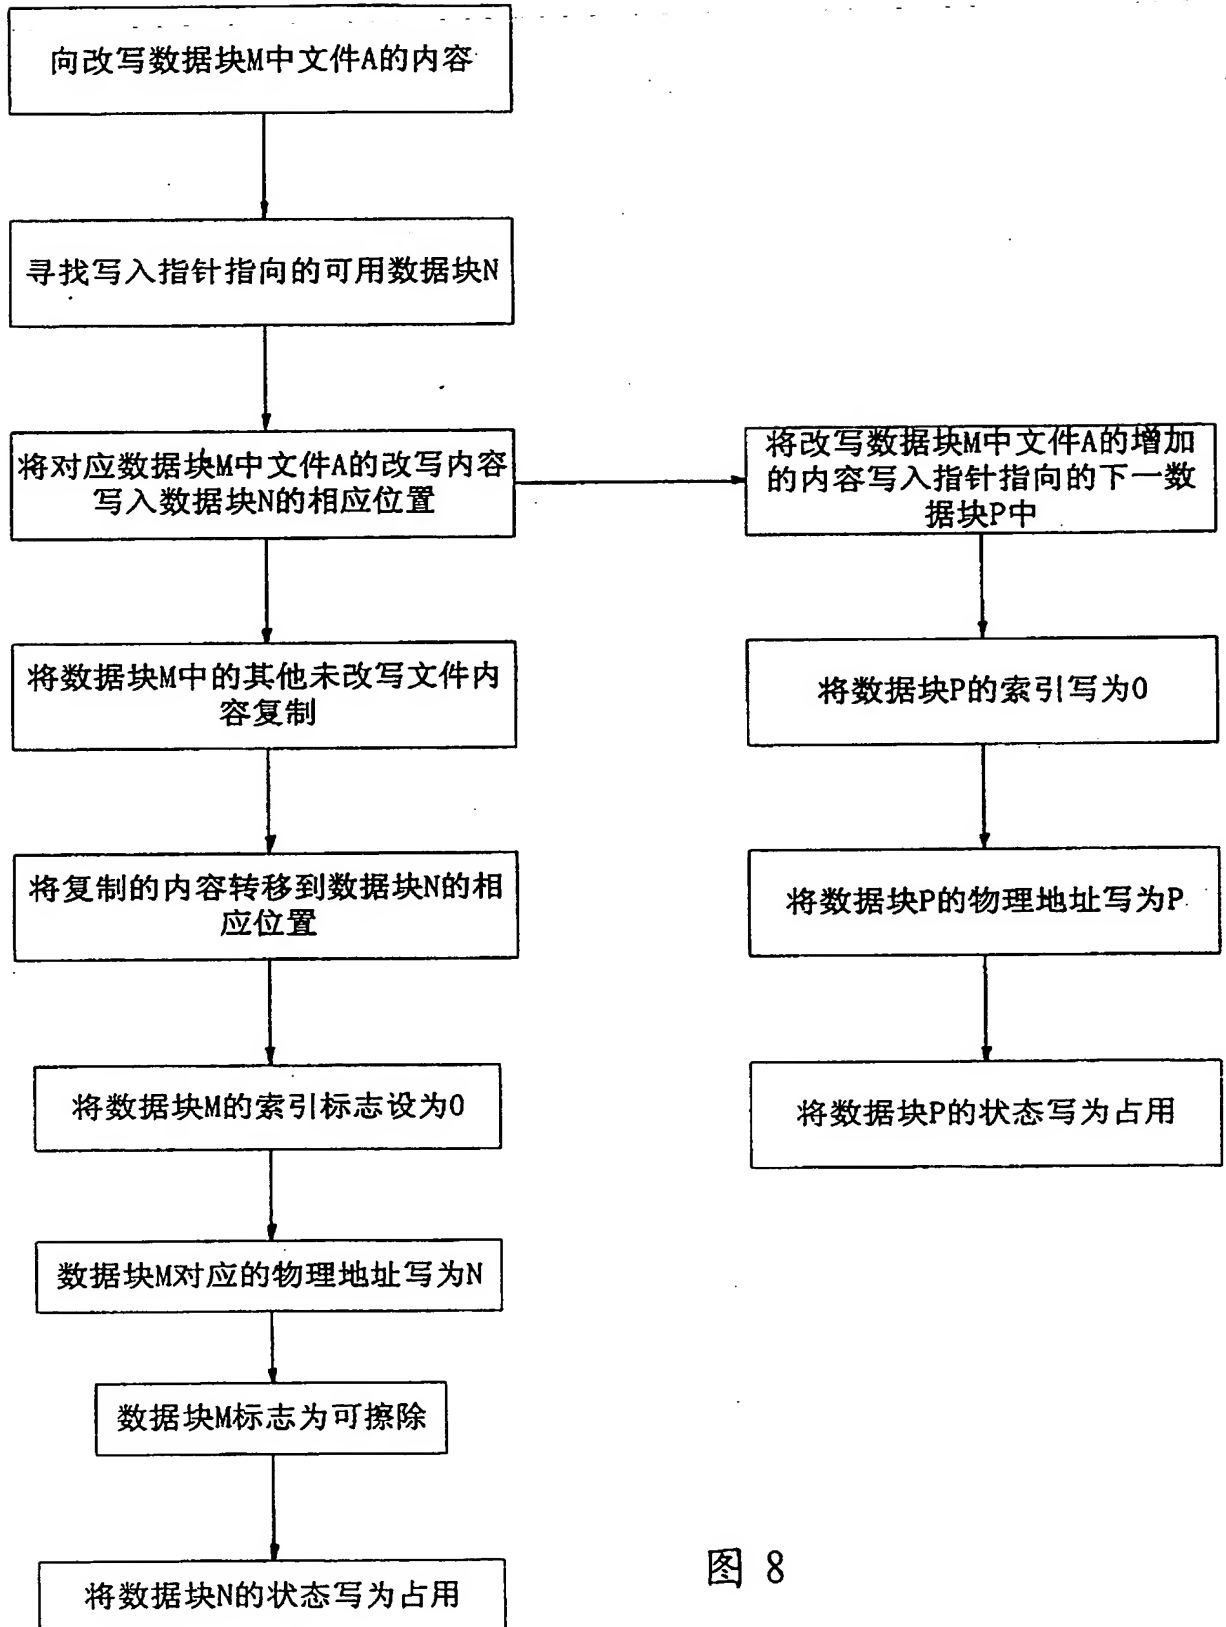 向改写数据块M中文件A的内容
寻找写入指针指向的可用数据块N
将对应数据块M中文件A的改写内容
写入数据块N的相应位置
将数据块M中的其他未改写文件内
容复制
将复制的内容转移到数据块N的相
应位置
将数据块M的索引标志设为0
数据块M对应的物理地址写为N
数据块M标志为可擦除
将数据块N的状态写为占用
将改写数据块M中文件A的增加
的内容写入指针指向的下一数
据块P中
将数据块P的索引写为0
将数据块P的物理地址写为P
将数据块P的状态写为占用
图 8